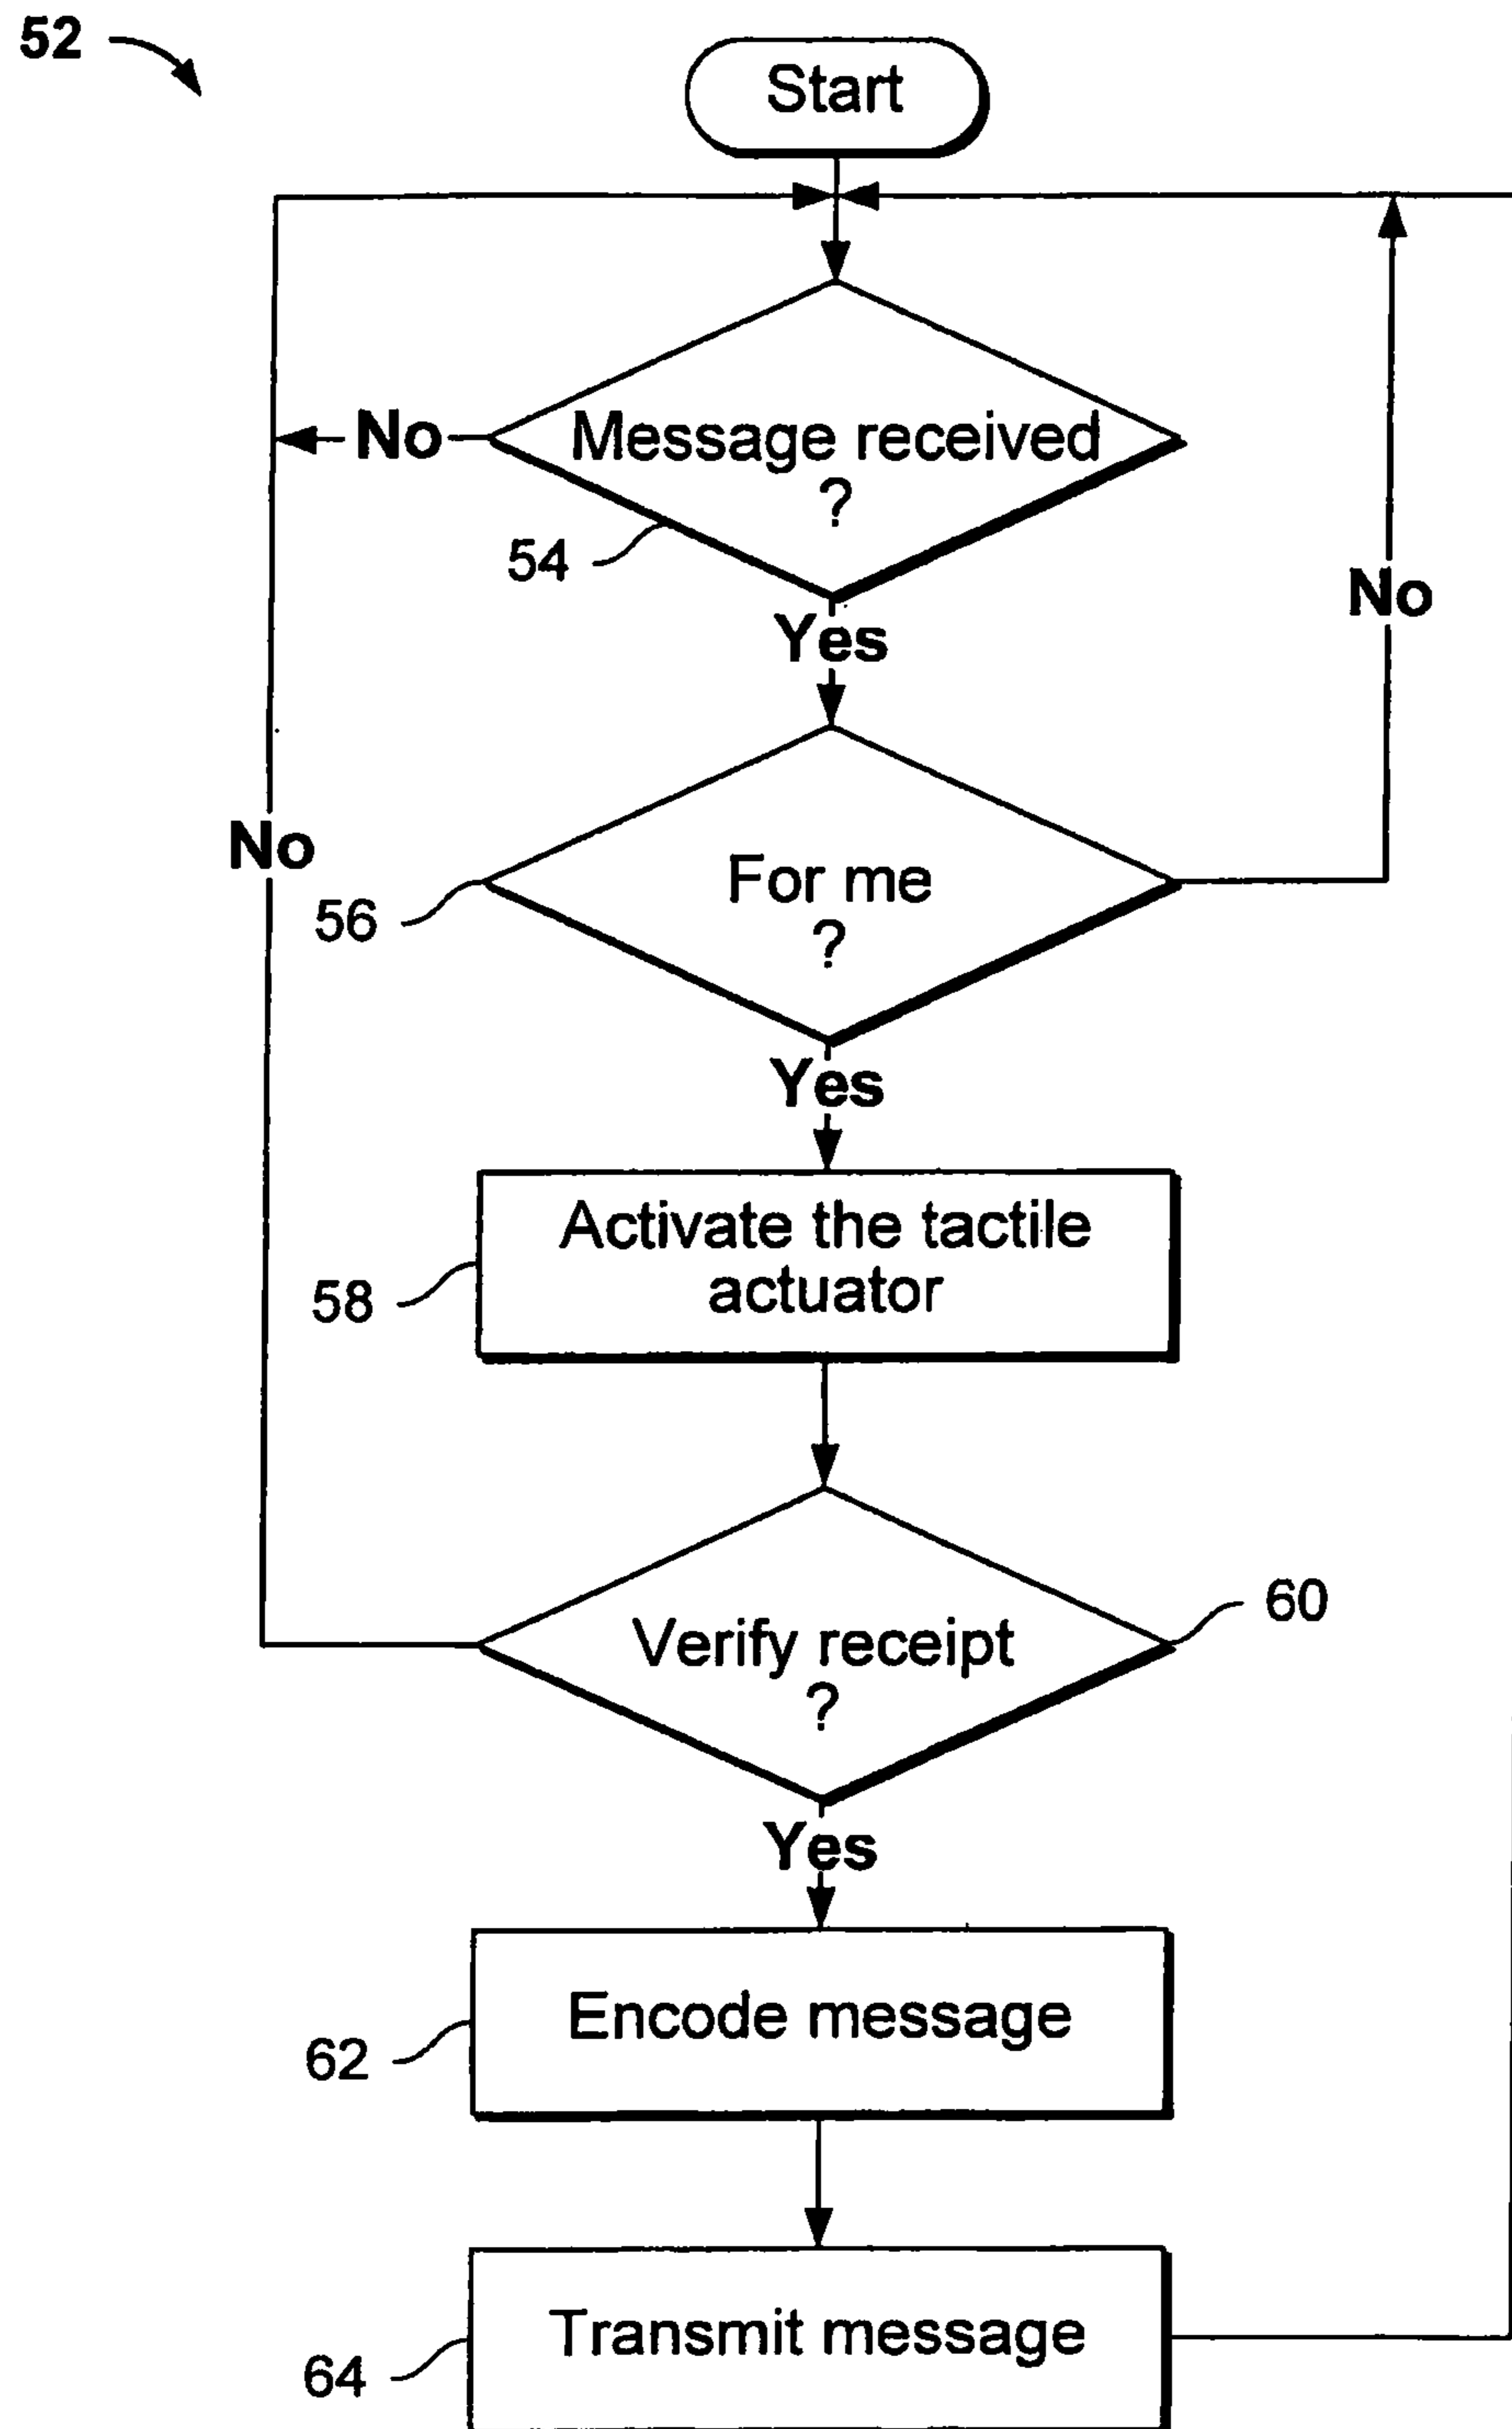 52
Start
Message received
?
No
54
Yes
No
For me
?
No
56
Yes
Activate the tactile
actuator
58
Verify receipt
?
60
Yes
Encode message
62
Transmit message
64